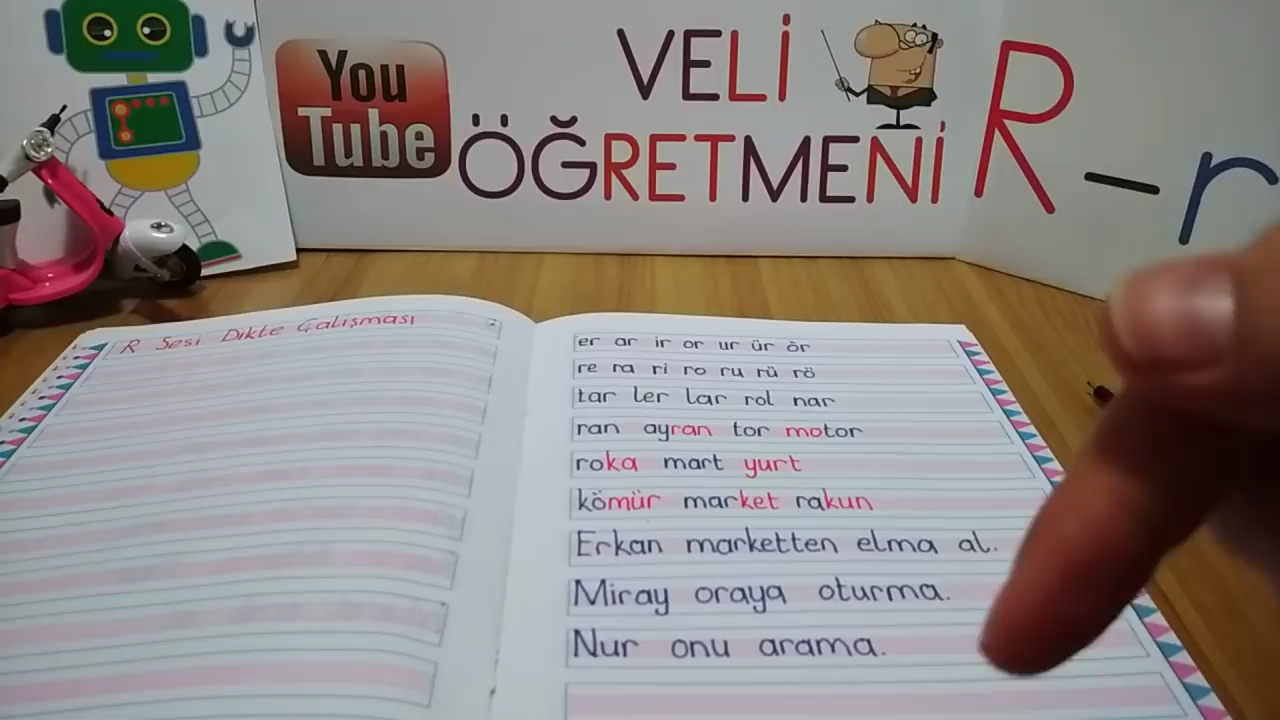 You
Tube
VELİ
ÖĞRETMENİ
R-r
R Sesi Dikte Çalışması
er ar ir or ur ür ör
re ra ri ro ru rü rö
tar ler lar rol nar
ran ayran tor motor
roka mart yurt
kömür market rakun
Erkan marketten elma al.
Miray oraya oturma.
Nur onu arama.